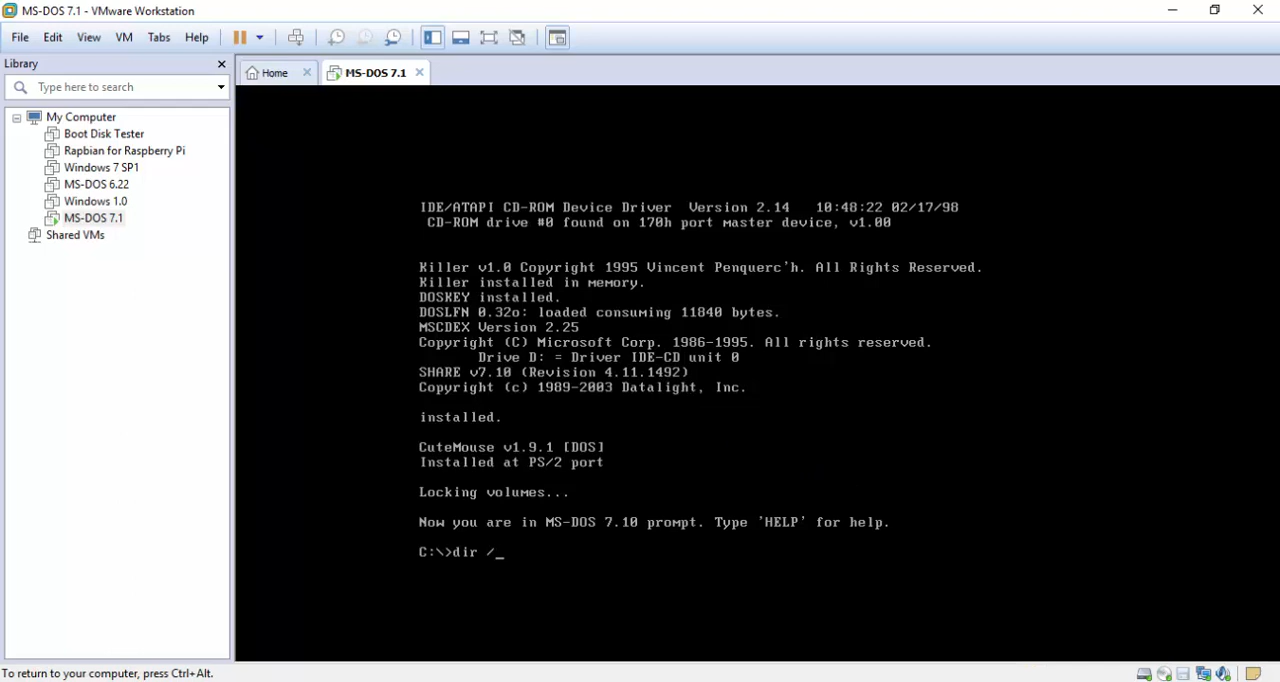 MS-DOS 7.1 - VMware Workstation
File Edit View VM Tabs Help
Library
Type here to search
My Computer
Boot Disk Tester
Rapbian for Raspberry Pi
Windows 7 SP1
MS-DOS 6.22
Windows 1.0
MS-DOS 7.1
Shared VMs
Home
MS-DOS 7.1
IDE/ATAPI CD-ROM Device Driver  Version 2.14   10:48:22 02/17/98
CD-ROM drive #0 found on 170h port master device, v1.00
Killer v1.0 Copyright 1995 Vincent Penquerc'h. All Rights Reserved.
Killer installed in memory.
DOSKEY installed.
DOSLFN 0.32o: loaded consuming 11840 bytes.
MSCDEX Version 2.25
Copyright (C) Microsoft Corp. 1986-1995. All rights reserved.
Drive D: = Driver IDE-CD unit 0
SHARE v7.10 (Revision 4.11.1492)
Copyright (c) 1989-2003 Datalight, Inc.
installed.
CuteMouse v1.9.1 [DOS]
Installed at PS/2 port
Locking volumes...
Now you are in MS-DOS 7.10 prompt. Type 'HELP' for help.
C:\>dir /_
To return to your computer, press Ctrl+Alt.